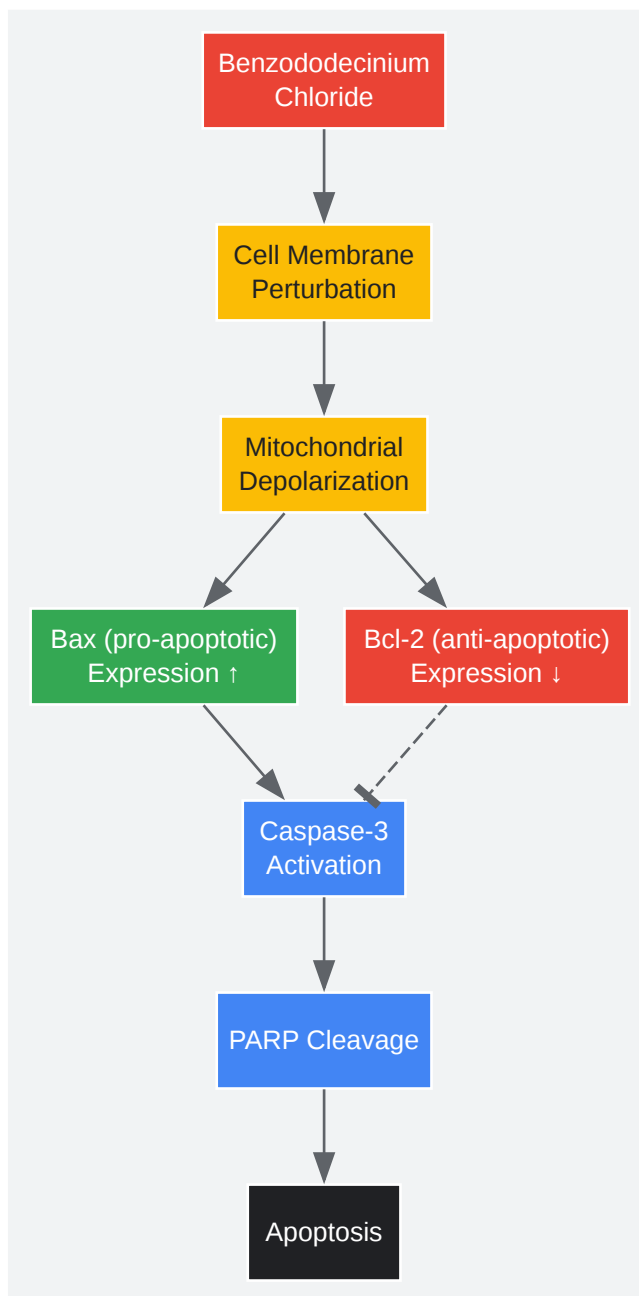 Benzododecinium
Chloride
Cell Membrane
Perturbation
Mitochondrial
Depolarization
Bax (pro-apoptotic)
Expression ↑
Bcl-2 (anti-apoptotic)
Expression ↓
Caspase-3
Activation
PARP Cleavage
Apoptosis